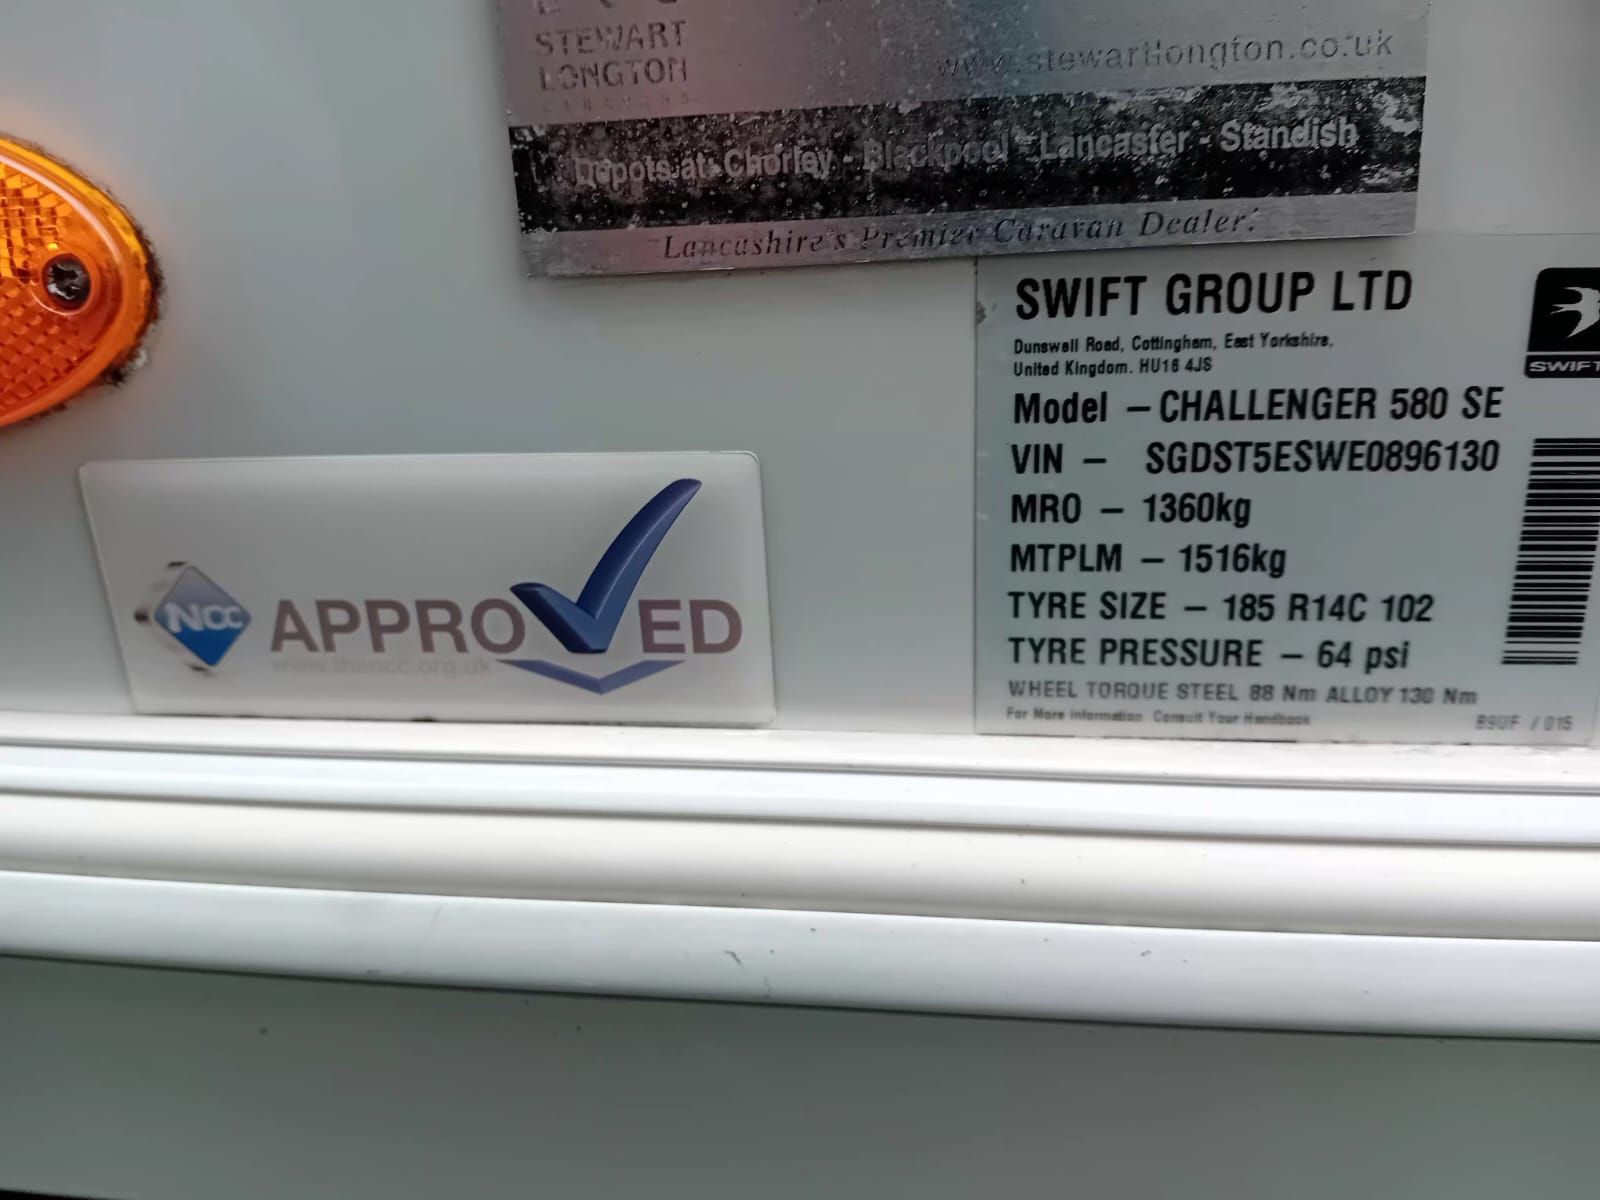 STEWART
LONGTON
CARAVANS
www.stewartlongton.co.uk
Depots at Chorley - Blackpool - Lancaster - Standish
Lancashire's Premier Caravan Dealer.
SWIFT GROUP LTD
Dunswell Road, Cottingham, East Yorkshire,
United Kingdom. HU16 4JS
SWIFT
Model – CHALLENGER 580 SE
VIN – SGDST5ESWE0896130
MRO – 1360kg
MTPLM – 1516kg
TYRE SIZE – 185 R14C 102
TYRE PRESSURE – 64 psi
WHEEL TORQUE STEEL 88 Nm ALLOY 130 Nm
For More Information Consult Your Handbook
89UF / 015
NCC APPROVED
www.thencc.org.uk